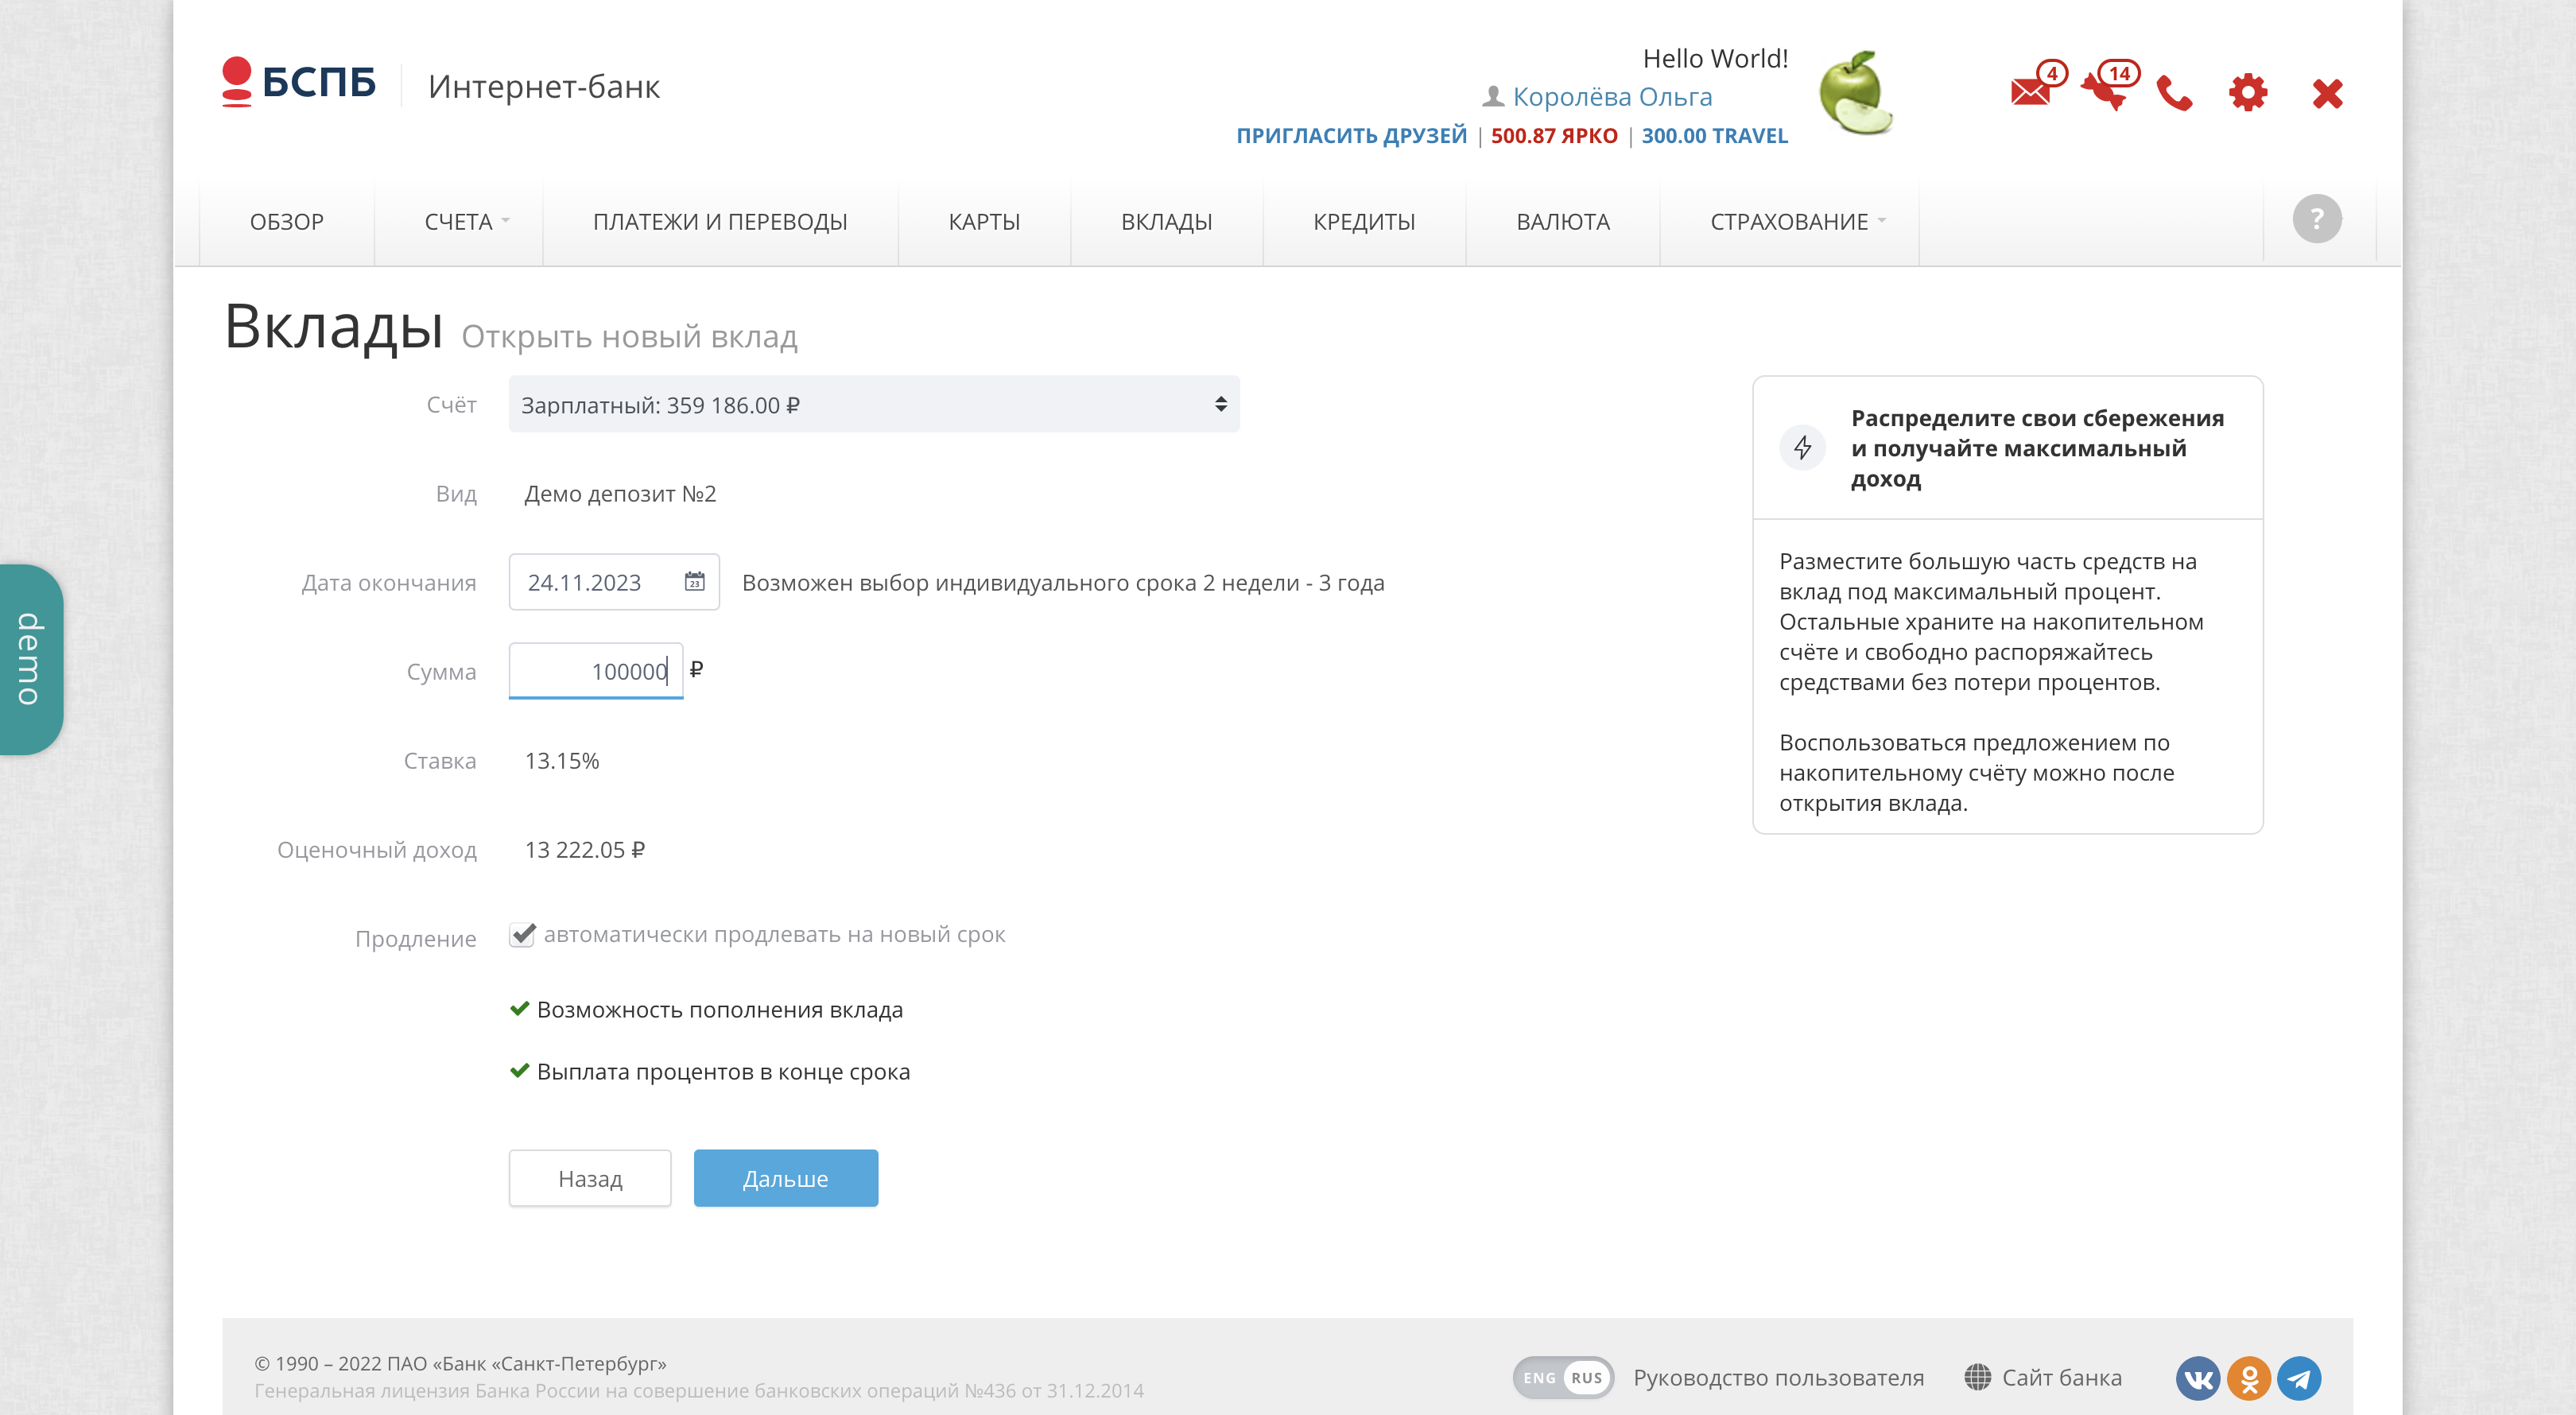 БСПБ Интернет-банк
Hello World!
Королёва Ольга
ПРИГЛАСИТЬ ДРУЗЕЙ | 500.87 ЯРКО | 300.00 TRAVEL
4
14
ОБЗОР СЧЕТА ПЛАТЕЖИ И ПЕРЕВОДЫ КАРТЫ ВКЛАДЫ КРЕДИТЫ ВАЛЮТА СТРАХОВАНИЕ ?
Вклады Открыть новый вклад
Счёт Зарплатный: 359 186.00 ₽
Вид Демо депозит №2
Дата окончания 24.11.2023 23 Возможен выбор индивидуального срока 2 недели - 3 года
Сумма 100000 ₽
Ставка 13.15%
Оценочный доход 13 222.05 ₽
Продление автоматически продлевать на новый срок
Возможность пополнения вклада
Выплата процентов в конце срока
Назад Дальше
Распределите свои сбережения
и получайте максимальный
доход
Разместите большую часть средств на
вклад под максимальный процент.
Остальные храните на накопительном
счёте и свободно распоряжайтесь
средствами без потери процентов.
Воспользоваться предложением по
накопительному счёту можно после
открытия вклада.
demo
© 1990 – 2022 ПАО «Банк «Санкт-Петербург»
Генеральная лицензия Банка России на совершение банковских операций №436 от 31.12.2014
ENG RUS Руководство пользователя Сайт банка